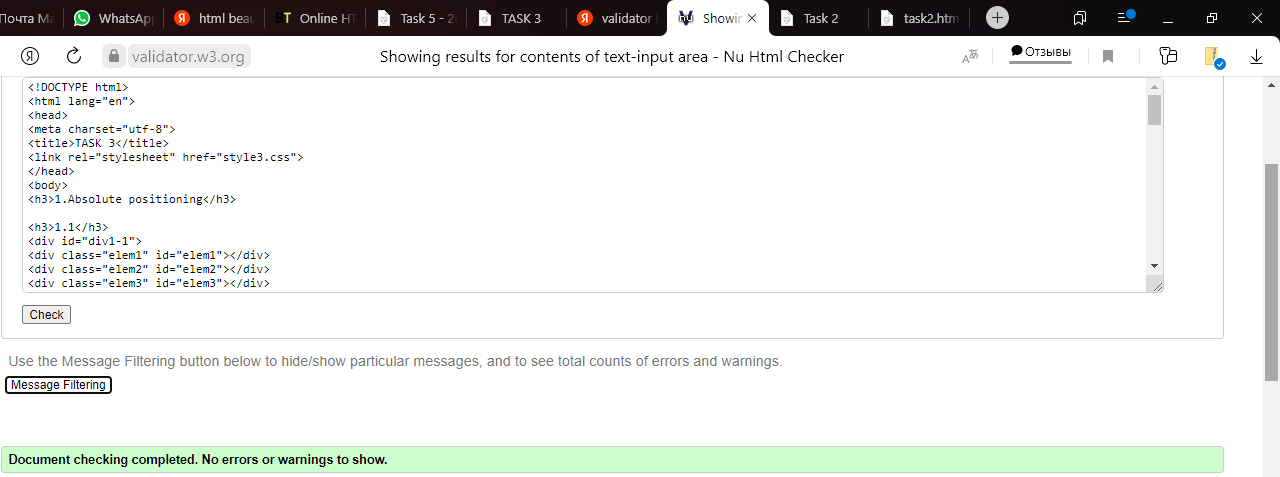 Почта Ma WhatsApp html beau BT Online HT Task 5 - 2 TASK 3 validator Showin Task 2 task2.htm
validator.w3.org Showing results for contents of text-input area - Nu Html Checker Отзывы
<!DOCTYPE html>
<html lang="en">
<head>
<meta charset="utf-8">
<title>TASK 3</title>
<link rel="stylesheet" href="style3.css">
</head>
<body>
<h3>1.Absolute positioning</h3>
<h3>1.1</h3>
<div id="div1-1">
<div class="elem1" id="elem1"></div>
<div class="elem2" id="elem2"></div>
<div class="elem3" id="elem3"></div>
Check
Use the Message Filtering button below to hide/show particular messages, and to see total counts of errors and warnings.
Message Filtering
Document checking completed. No errors or warnings to show.